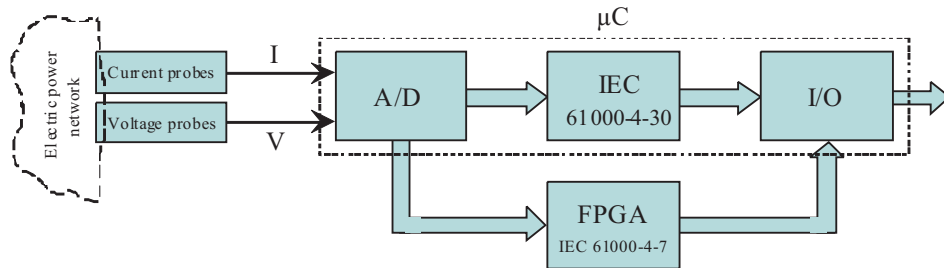 µC
Electric power
network
Current probes
I
Voltage probes
V
A/D
IEC
61000-4-30
I/O
FPGA
IEC 61000-4-7